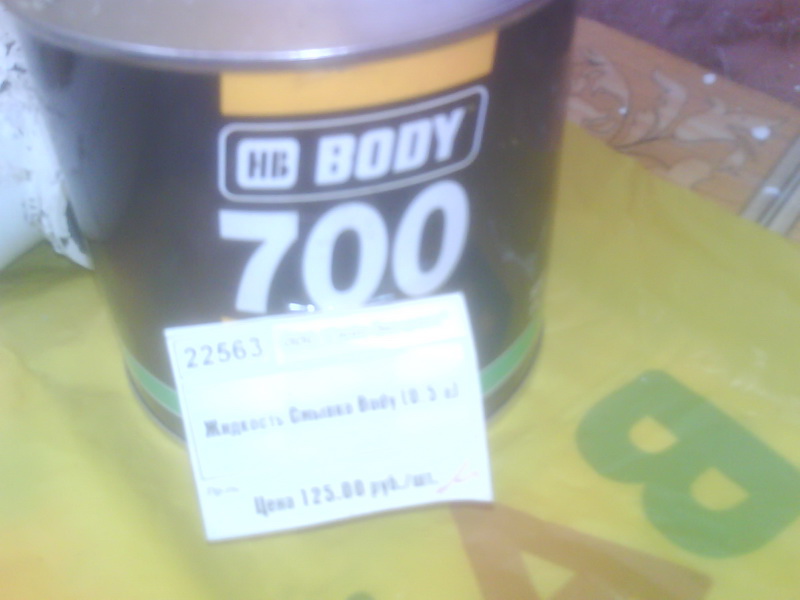 HB BODY
700
22563
Жидкость Смывка Body (0.5 л)
Цена 125.00 руб./шт.
В
А